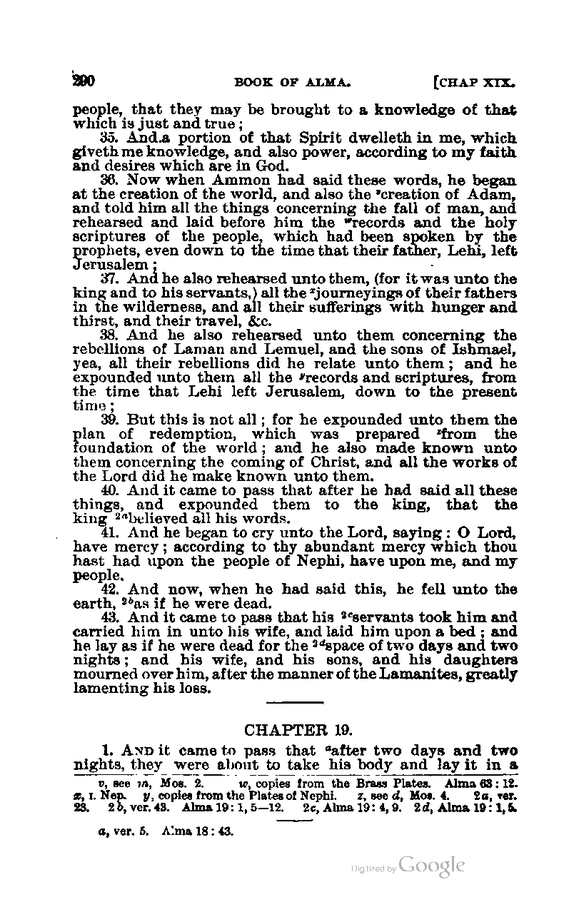 290 BOOK OF ALMA. [CHAP XIX.
people, that they may be brought to a knowledge of that
which is just and true;
35. And a portion of that Spirit dwelleth in me, which
giveth me knowledge, and also power, according to my faith
and desires which are in God.
36. Now when Ammon had said these words, he began
at the creation of the world, and also the ᵛcreation of Adam,
and told him all the things concerning the fall of man, and
rehearsed and laid before him the ʷrecords and the holy
scriptures of the people, which had been spoken by the
prophets, even down to the time that their father, Lehi, left
Jerusalem;
37. And he also rehearsed unto them, (for it was unto the
king and to his servants,) all the ˣjourneyings of their fathers
in the wilderness, and all their sufferings with hunger and
thirst, and their travel, &c.
38. And he also rehearsed unto them concerning the
rebellions of Laman and Lemuel, and the sons of Ishmael,
yea, all their rebellions did he relate unto them; and he
expounded unto them all the ʸrecords and scriptures, from
the time that Lehi left Jerusalem, down to the present
time;
39. But this is not all; for he expounded unto them the
plan of redemption, which was prepared ᶻfrom the
foundation of the world; and he also made known unto
them concerning the coming of Christ, and all the works of
the Lord did he make known unto them.
40. And it came to pass that after he had said all these
things, and expounded them to the king, that the
king ²ᵃbelieved all his words.
41. And he began to cry unto the Lord, saying: O Lord,
have mercy; according to thy abundant mercy which thou
hast had upon the people of Nephi, have upon me, and my
people.
42. And now, when he had said this, he fell unto the
earth, ²ᵇas if he were dead.
43. And it came to pass that his ²ᶜservants took him and
carried him in unto his wife, and laid him upon a bed; and
he lay as if he were dead for the ²ᵈspace of two days and two
nights; and his wife, and his sons, and his daughters
mourned over him, after the manner of the Lamanites, greatly
lamenting his loss.
CHAPTER 19.
1. AND it came to pass that ᵃafter two days and two
nights, they were about to take his body and lay it in a
v, see m, Mos. 2. w, copies from the Brass Plates. Alma 63:12.
x, I. Nep. y, copies from the Plates of Nephi. z, see d, Mos. 4. 2a, ver.
23. 2b, ver. 43. Alma 19:1, 5—12. 2c, Alma 19:4, 9. 2d, Alma 19:1, 5.
a, ver. 5. Alma 18:43.
Digitized by Google